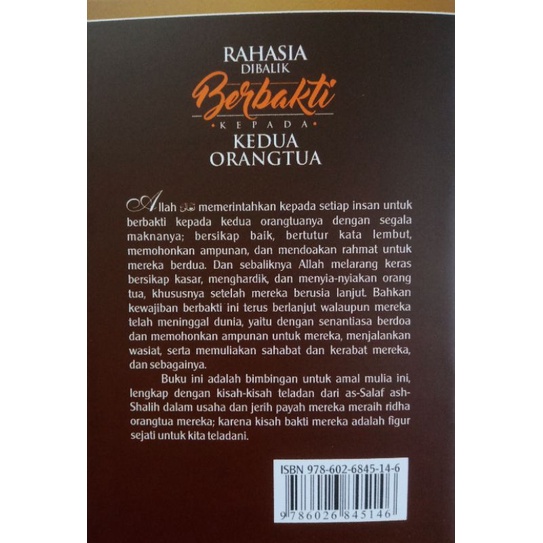 RAHASIA
DIBALIK
Berbakti
• KEPADA •
KEDUA
ORANGTUA
Allah memerintahkan kepada setiap insan untuk
berbakti kepada kedua orangtuanya dengan segala
maknanya; bersikap baik, bertutur kata lembut,
memohonkan ampunan, dan mendoakan rahmat untuk
mereka berdua. Dan sebaliknya Allah melarang keras
bersikap kasar, menghardik, dan menyia-nyiakan orang
tua, khususnya setelah mereka berusia lanjut. Bahkan
kewajiban berbakti ini terus berlanjut walaupun mereka
telah meninggal dunia, yaitu dengan senantiasa berdoa
dan memohonkan ampunan untuk mereka, menjalankan
wasiat, serta memuliakan sahabat dan kerabat mereka,
dan sebagainya.
Buku ini adalah bimbingan untuk amal mulia ini,
lengkap dengan kisah-kisah teladan dari as-Salaf ash-
Shalih dalam usaha dan jerih payah mereka meraih ridha
orangtua mereka; karena kisah bakti mereka adalah figur
sejati untuk kita teladani.
ISBN 978-602-6845-14-6
9 786026 845146